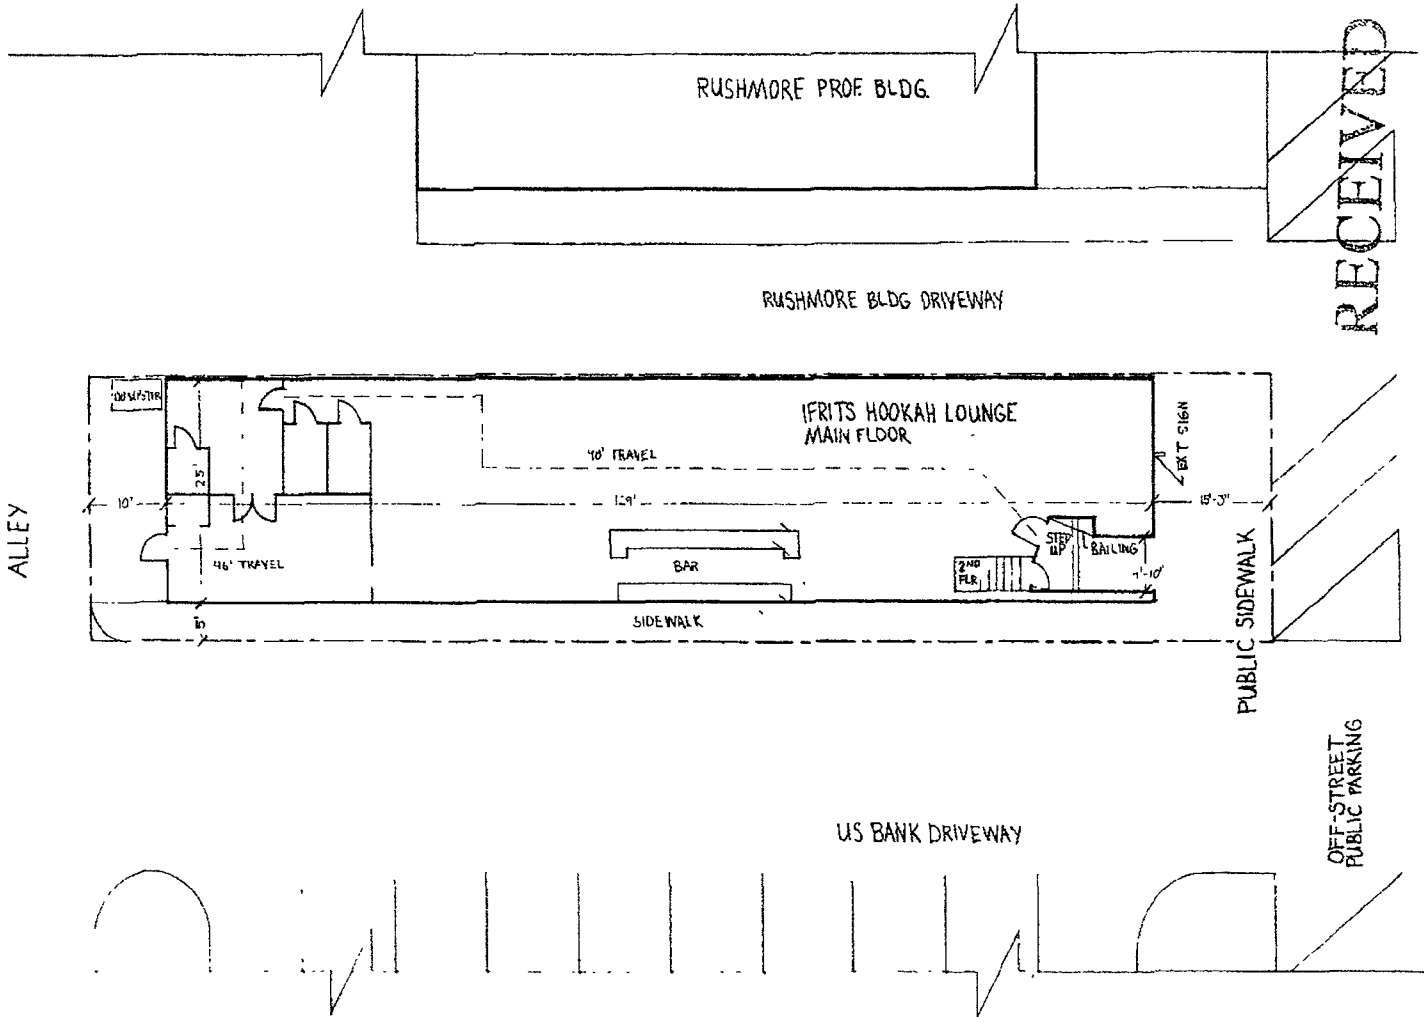 RUSHMORE PROF. BLDG.
RECEIVED
RUSHMORE BLDG DRIVEWAY
DUMPSTER
IFRITS HOOKAH LOUNGE
MAIN FLOOR
EXT SIGN
40' TRAVEL
25'
10'
129'
15'-3"
ALLEY
STEP
UP
RAILING
46' TRAVEL
BAR
2ND
FLR
7'-10"
SIDEWALK
PUBLIC SIDEWALK
OFF-STREET
PUBLIC PARKING
US BANK DRIVEWAY